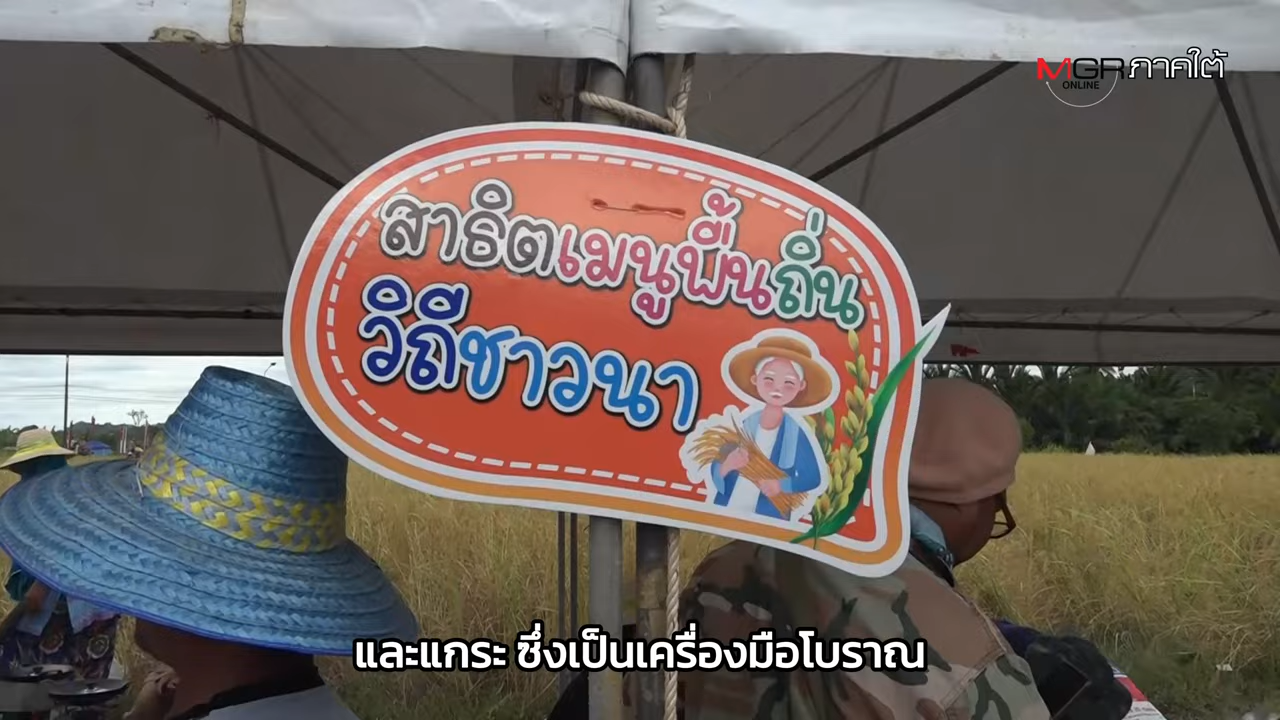 MGR ภาคใต้
ONLINE
สาธิตเมนูพื้นถิ่น
วิถีชาวนา
และแกระ ซึ่งเป็นเครื่องมือโบราณ